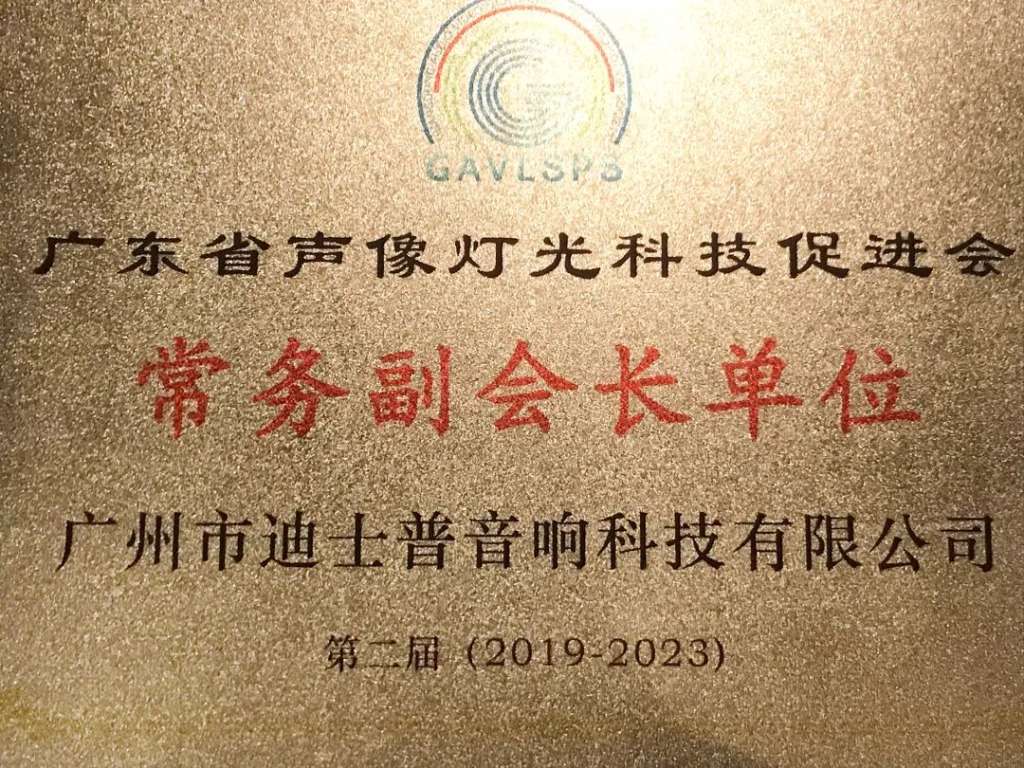 GAVLSPS
广东省声像灯光科技促进会
常务副会长单位
广州市迪士普音响科技有限公司
第二届（2019-2023）